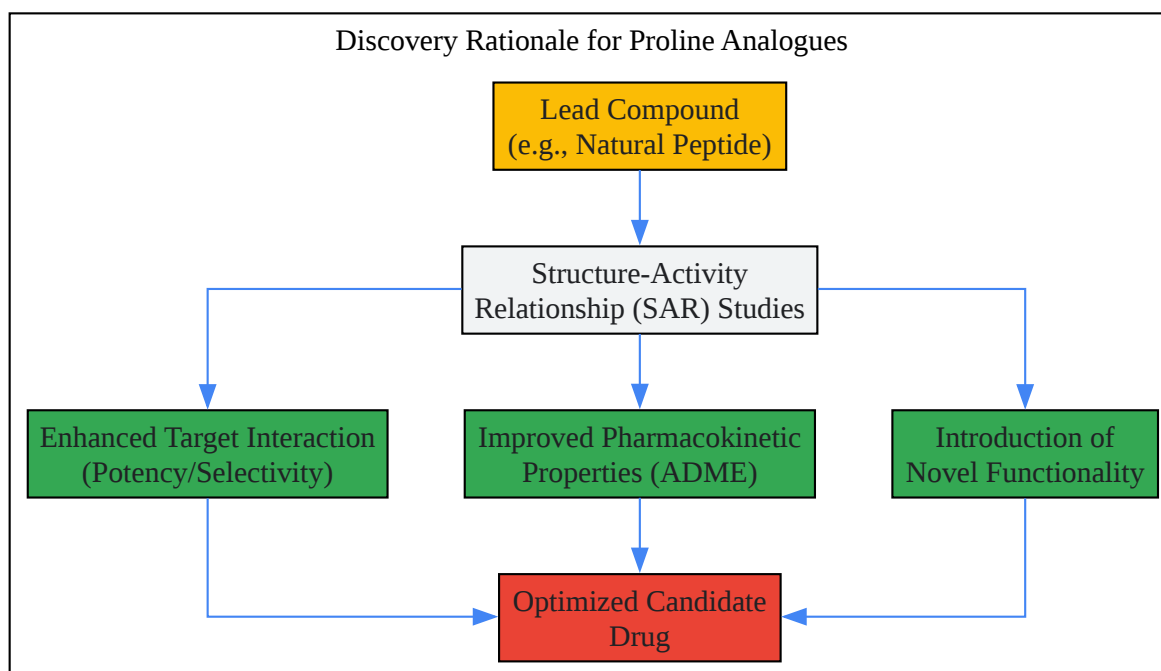 Discovery Rationale for Proline Analogues
Lead Compound
(e.g., Natural Peptide)
Structure-Activity
Relationship (SAR) Studies
Enhanced Target Interaction
(Potency/Selectivity)
Improved Pharmacokinetic
Properties (ADME)
Introduction of
Novel Functionality
Optimized Candidate
Drug